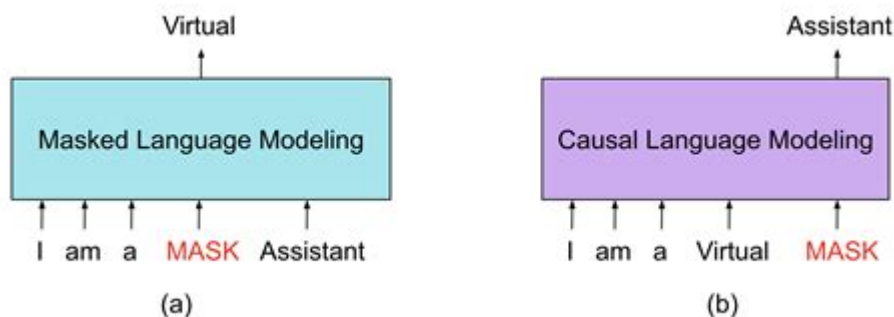 Virtual
Masked Language Modeling
I am a MASK Assistant
(a)
Assistant
Causal Language Modeling
I am a Virtual MASK
(b)